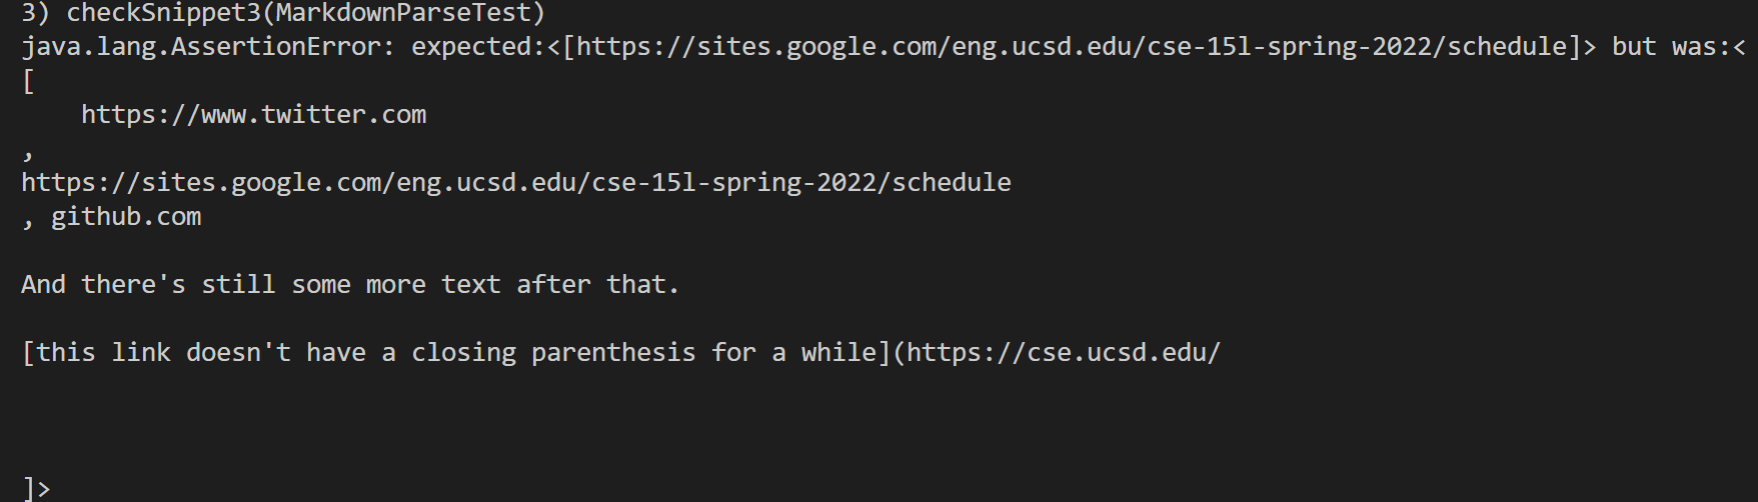 3) checkSnippet3(MarkdownParseTest)
java.lang.AssertionError: expected:<[https://sites.google.com/eng.ucsd.edu/cse-15l-spring-2022/schedule]> but was:<
[
    https://www.twitter.com
,
https://sites.google.com/eng.ucsd.edu/cse-15l-spring-2022/schedule
, github.com

And there's still some more text after that.

[this link doesn't have a closing parenthesis for a while](https://cse.ucsd.edu/



]>